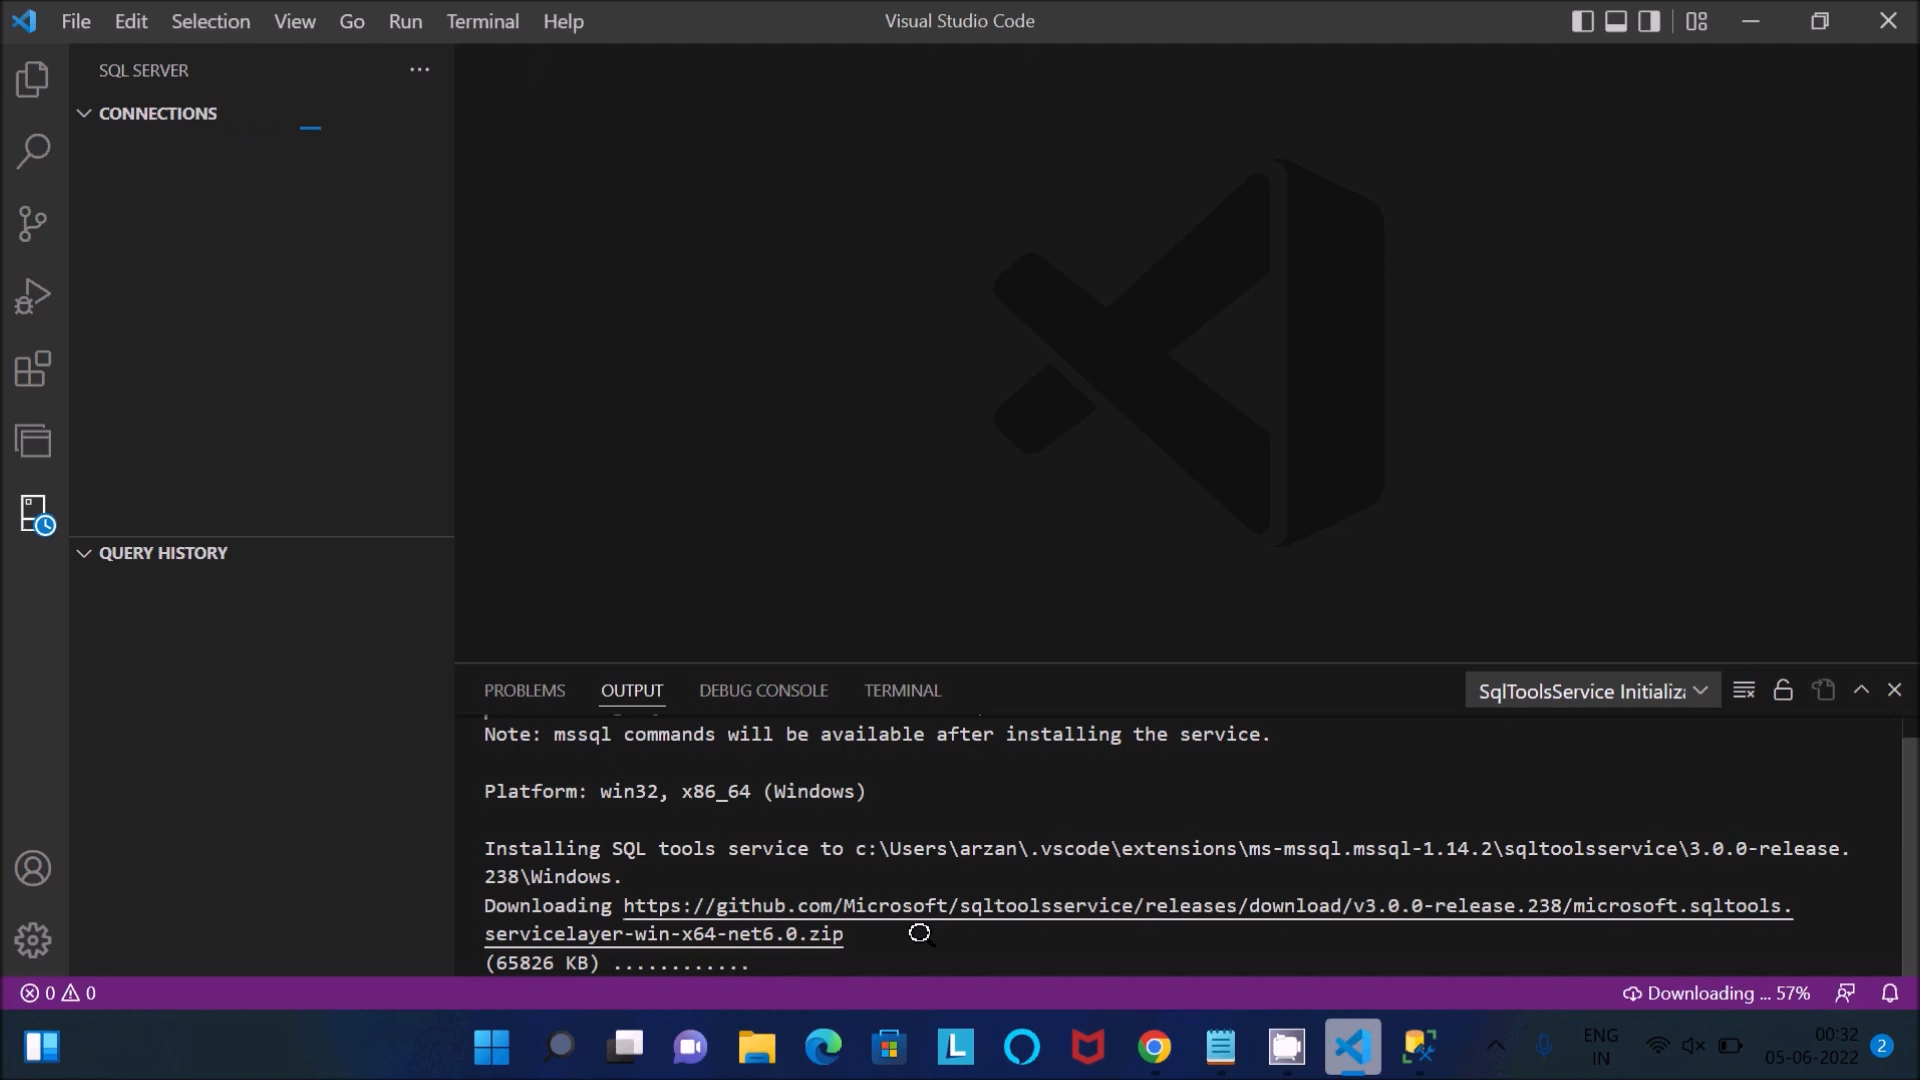 File Edit Selection View Go Run Terminal Help
Visual Studio Code
SQL SERVER
CONNECTIONS
QUERY HISTORY
PROBLEMS OUTPUT DEBUG CONSOLE TERMINAL
SqlToolsService Initializ
Note: mssql commands will be available after installing the service.
Platform: win32, x86_64 (Windows)
Installing SQL tools service to c:\Users\arzan\.vscode\extensions\ms-mssql.mssql-1.14.2\sqltoolsservice\3.0.0-release.
238\Windows.
Downloading https://github.com/Microsoft/sqltoolsservice/releases/download/v3.0.0-release.238/microsoft.sqltools.
servicelayer-win-x64-net6.0.zip
(65826 KB) ............
0 0
Downloading ... 57%
L
ENG
IN
00:32
05-06-2022
2